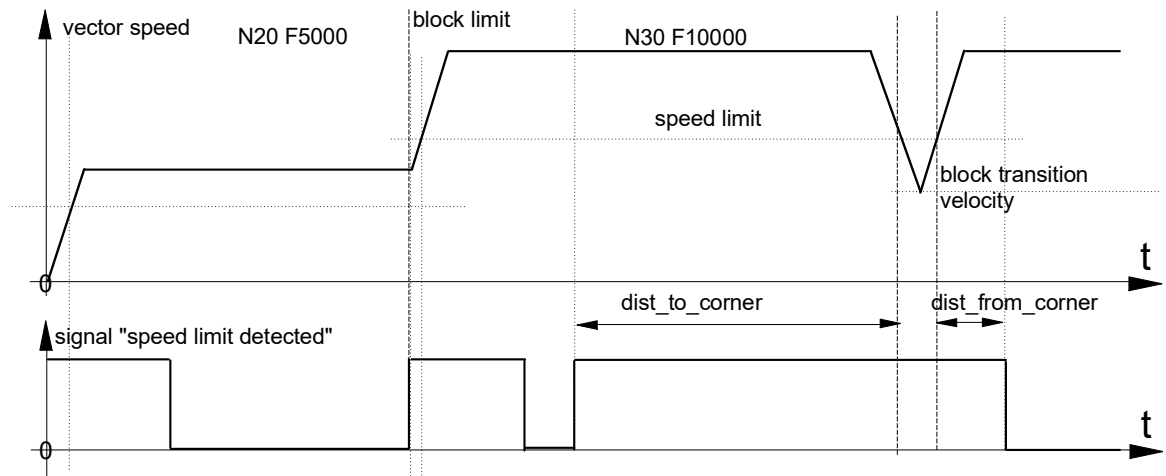 vector speed
N20 F5000
block limit
N30 F10000
speed limit
block transition
velocity
0
t
dist_to_corner
dist_from_corner
signal "speed limit detected"
0
t